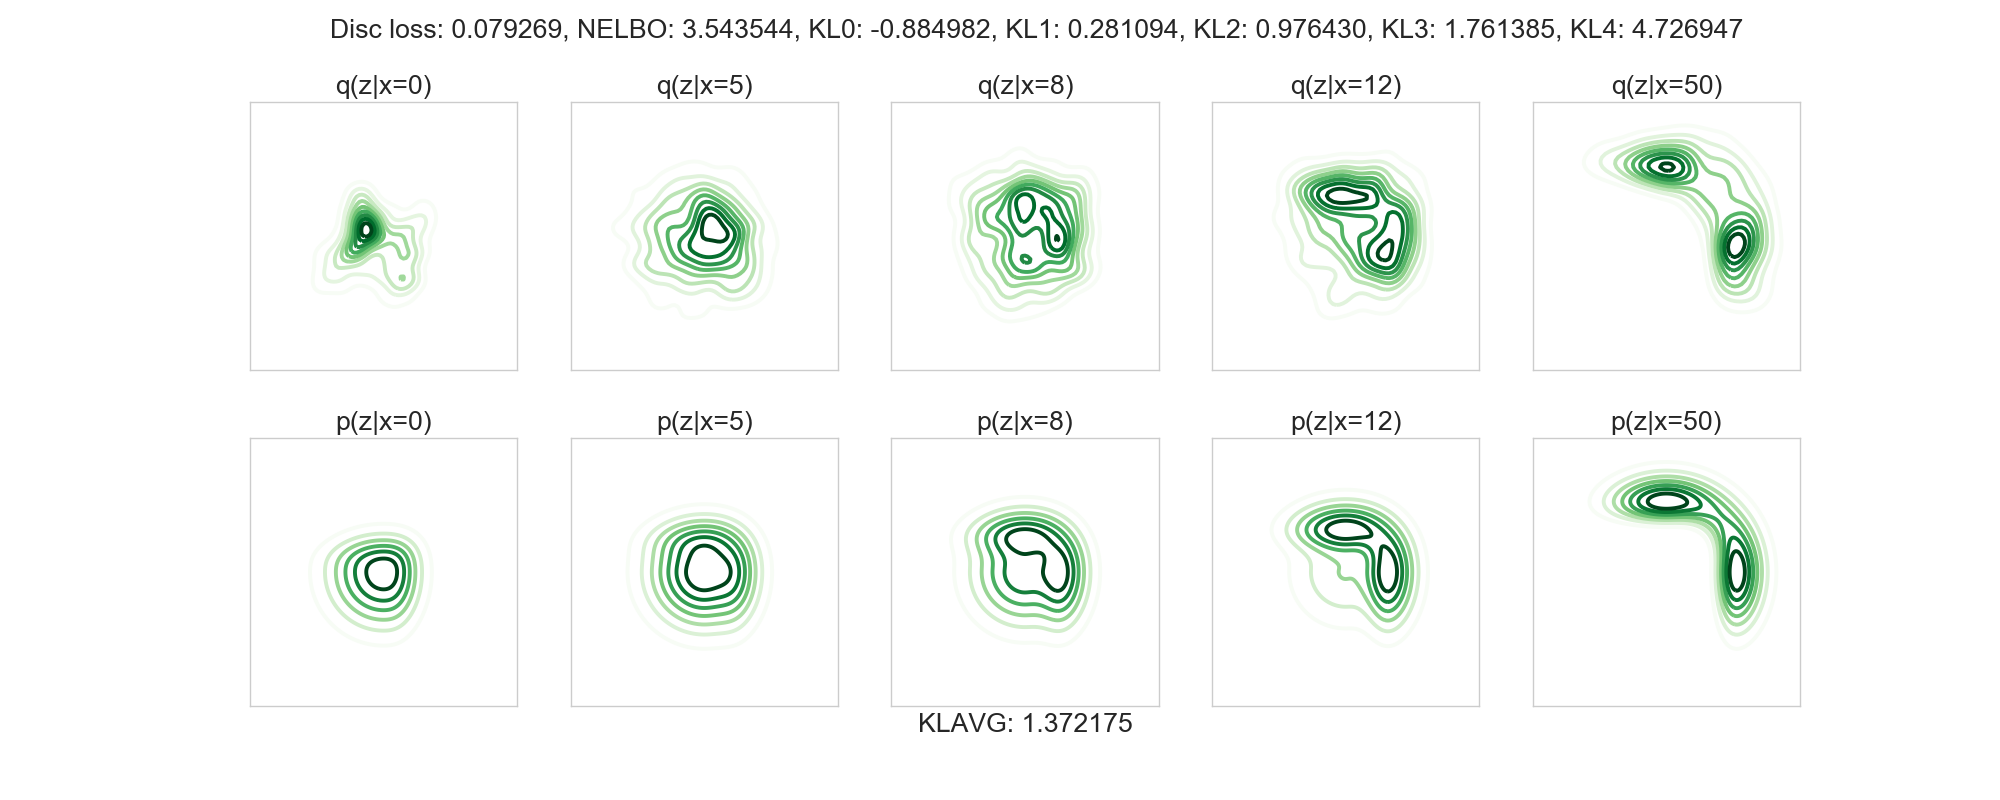 Disc loss: 0.079269, NELBO: 3.543544, KL0: -0.884982, KL1: 0.281094, KL2: 0.976430, KL3: 1.761385, KL4: 4.726947
q(z|x=0) q(z|x=5) q(z|x=8) q(z|x=12) q(z|x=50)
p(z|x=0) p(z|x=5) p(z|x=8) p(z|x=12) p(z|x=50)
KLAVG: 1.372175